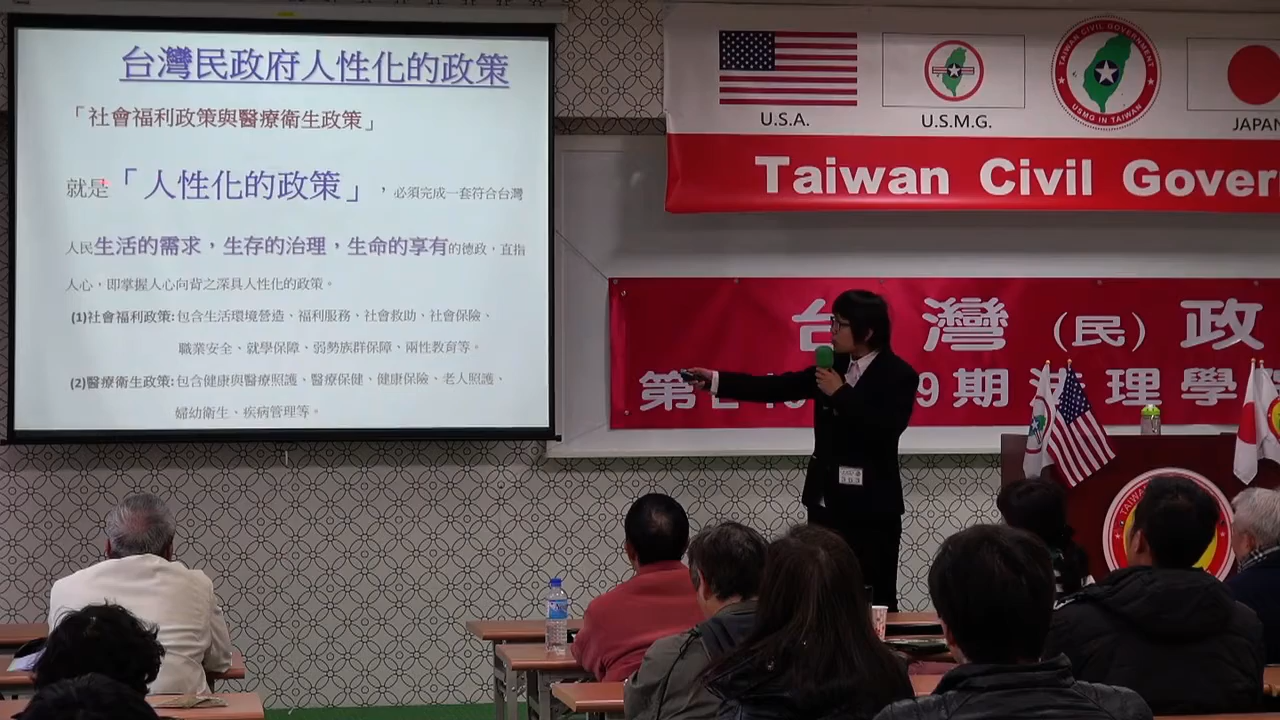 台灣民政府人性化的政策
「社會福利政策與醫療衛生政策」
就是「人性化的政策」，必須完成一套符合台灣
人民生活的需求，生存的治理，生命的享有的德政，直指
人心，即掌握人心向背之深具人性化的政策。
(1)社會福利政策:包含生活環境營造、福利服務、社會救助、社會保險、
職業安全、就學保障、弱勢族群保障、兩性教育等。
(2)醫療衛生政策:包含健康與醫療照護、醫療保健、健康保險、老人照護、
婦幼衛生、疾病管理等。
U.S.A.
U.S.M.G.
TAIWAN CIVIL GOVERNMENT
USMG IN TAIWAN
JAPAN
Taiwan Civil Gover
台灣（民）政
第 9期法理學